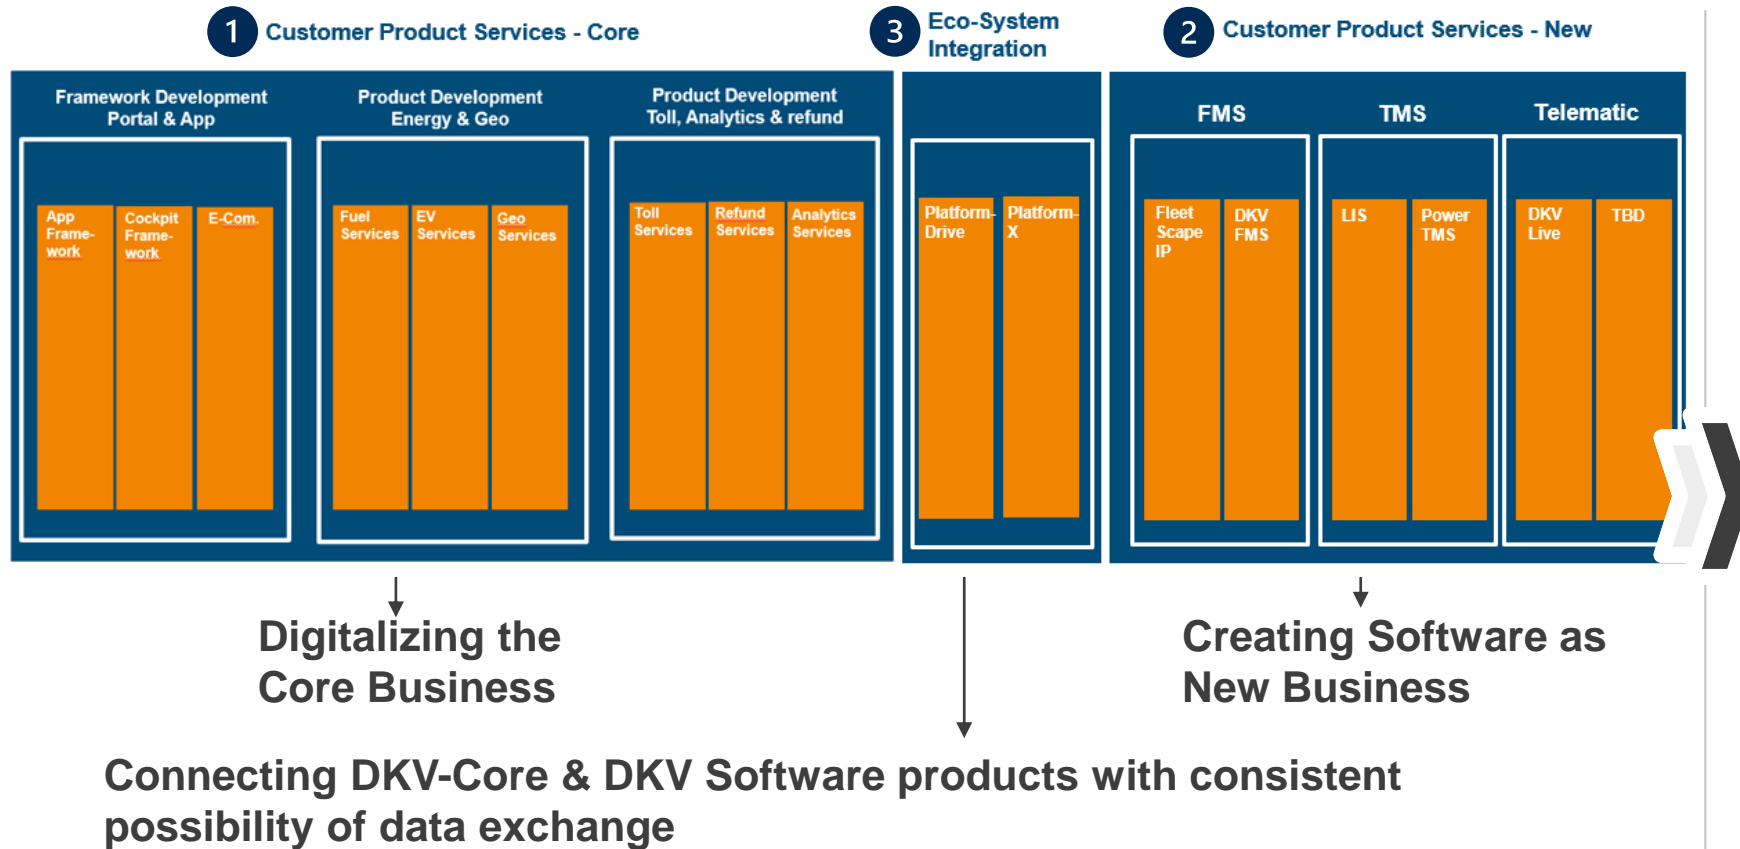 1 Customer Product Services - Core
3 Eco-System
Integration
2 Customer Product Services - New
Framework Development
Portal & App
App
Frame-
work
Cockpit
Frame-
work
E-Com.
Product Development
Energy & Geo
Fuel
Services
EV
Services
Geo
Services
Product Development
Toll, Analytics & refund
Toll
Services
Refund
Services
Analytics
Services
Platform-
Drive
Platform-
X
FMS
Fleet
Scape
IP
DKV
FMS
TMS
LIS
Power
TMS
Telematic
DKV
Live
TBD
Digitalizing the
Core Business
Creating Software as
New Business
Connecting DKV-Core & DKV Software products with consistent
possibility of data exchange